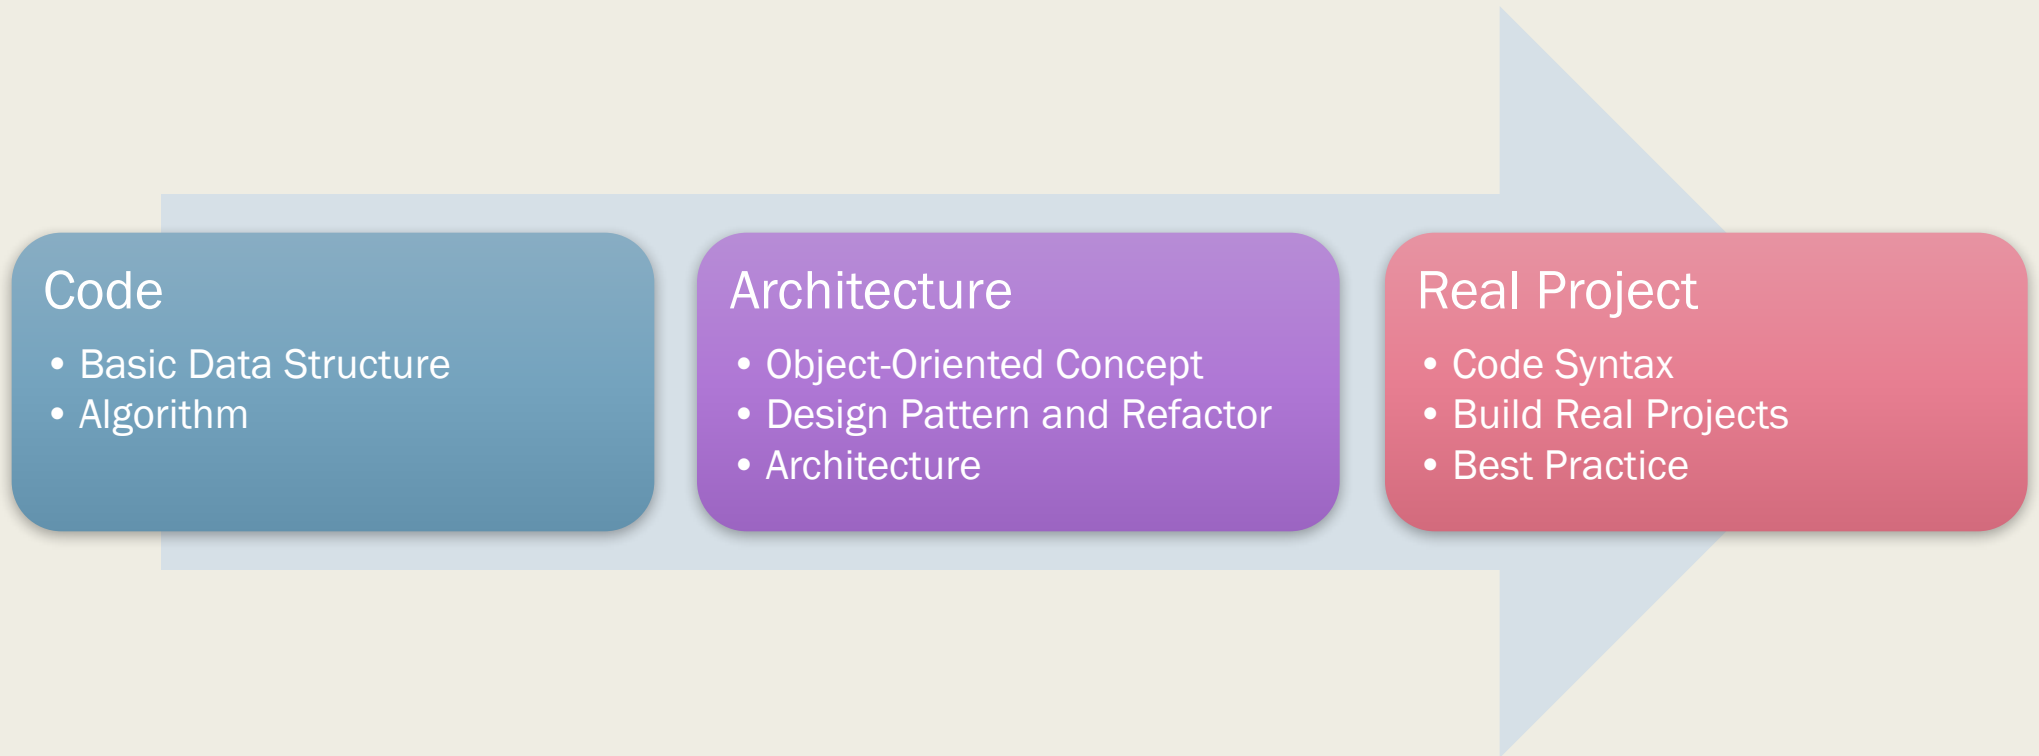 Code
• Basic Data Structure
• Algorithm
Architecture
• Object-Oriented Concept
• Design Pattern and Refactor
• Architecture
Real Project
• Code Syntax
• Build Real Projects
• Best Practice